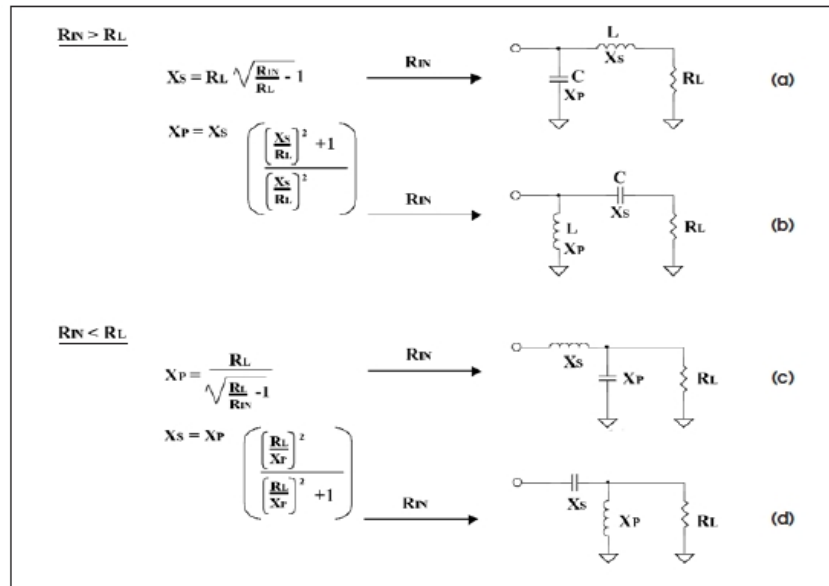 RIN > RL
XS = RL √(RIN/RL - 1)
RIN
L
XS
C
XP
RL
(a)
XP = XS ( ( [XS/RL]² + 1 ) / [XS/RL]² )
RIN
C
XS
L
XP
RL
(b)
RIN < RL
XP = RL / √(RL/RIN - 1)
RIN
XS
XP
RL
(c)
XS = XP ( [RL/XP]² / ( [RL/XP]² + 1 ) )
RIN
XS
XP
RL
(d)